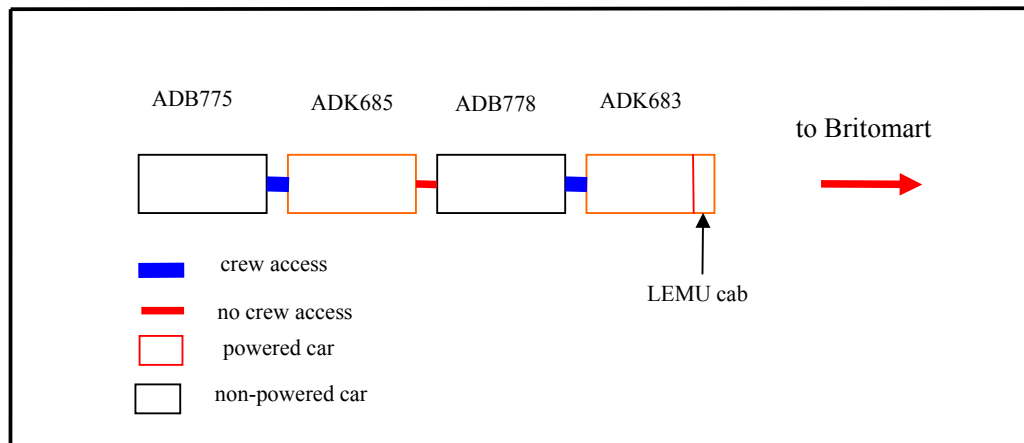 ADB775
ADK685
ADB778
ADK683
to Britomart
LEMU cab
crew access
no crew access
powered car
non-powered car